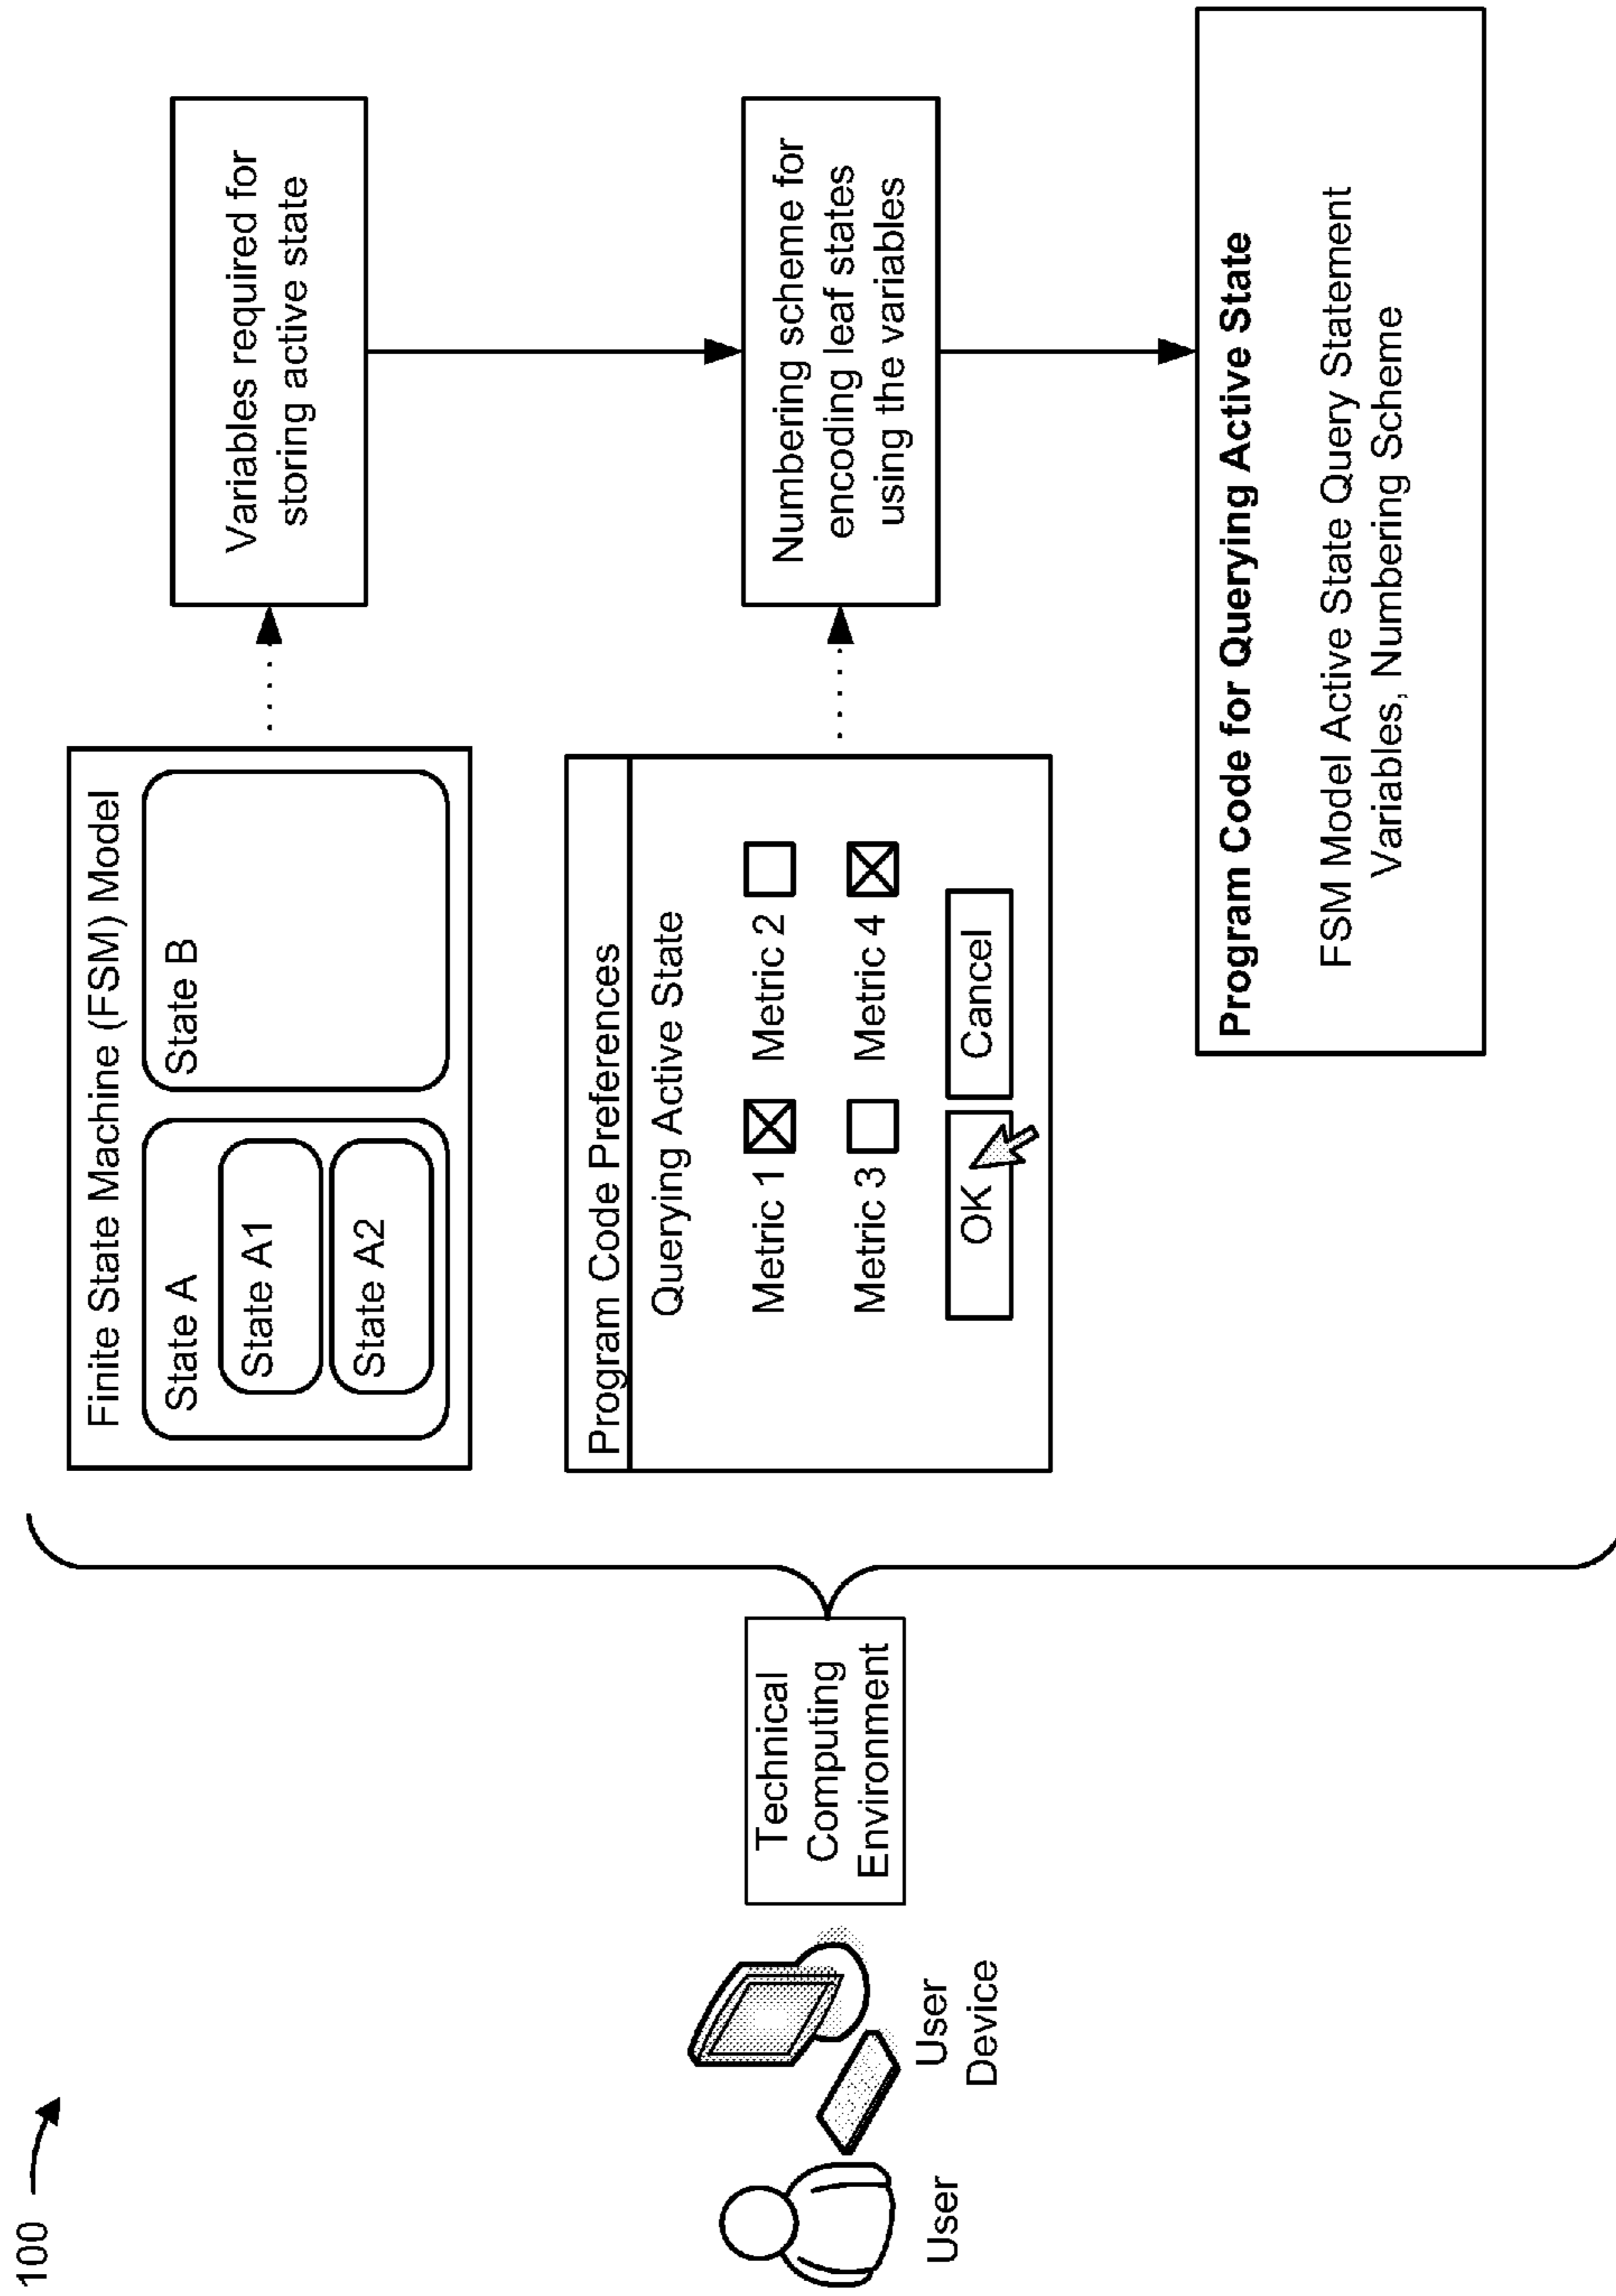 100
User
User
Device
Technical
Computing
Environment
Finite State Machine (FSM) Model
State A
State A1
State A2
State B
Variables required for
storing active state
Program Code Preferences
Querying Active State
Metric 1
Metric 2
Metric 3
Metric 4
OK
Cancel
Numbering scheme for
encoding leaf states
using the variables
Program Code for Querying Active State
FSM Model Active State Query Statement
Variables, Numbering Scheme